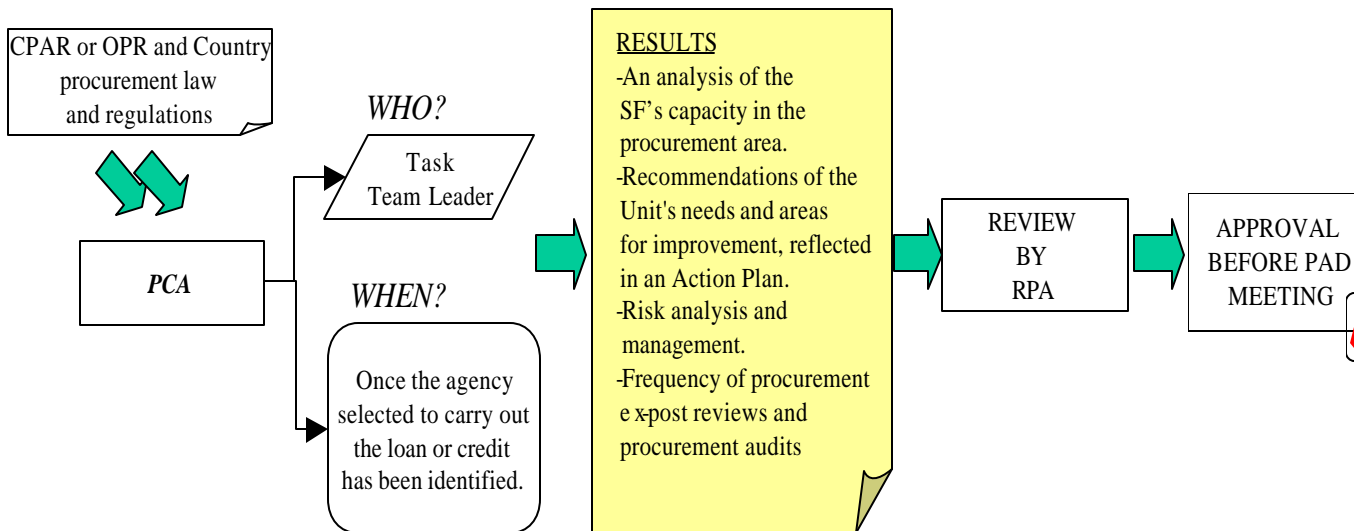 CPAR or OPR and Country
procurement law
and regulations
PCA
WHO?
Task
Team Leader
WHEN?
Once the agency
selected to carry out
the loan or credit
has been identified.
RESULTS
-An analysis of the
SF's capacity in the
procurement area.
-Recommendations of the
Unit's needs and areas
for improvement, reflected
in an Action Plan.
-Risk analysis and
management.
-Frequency of procurement
ex-post reviews and
procurement audits
REVIEW
BY
RPA
APPROVAL
BEFORE PAD
MEETING